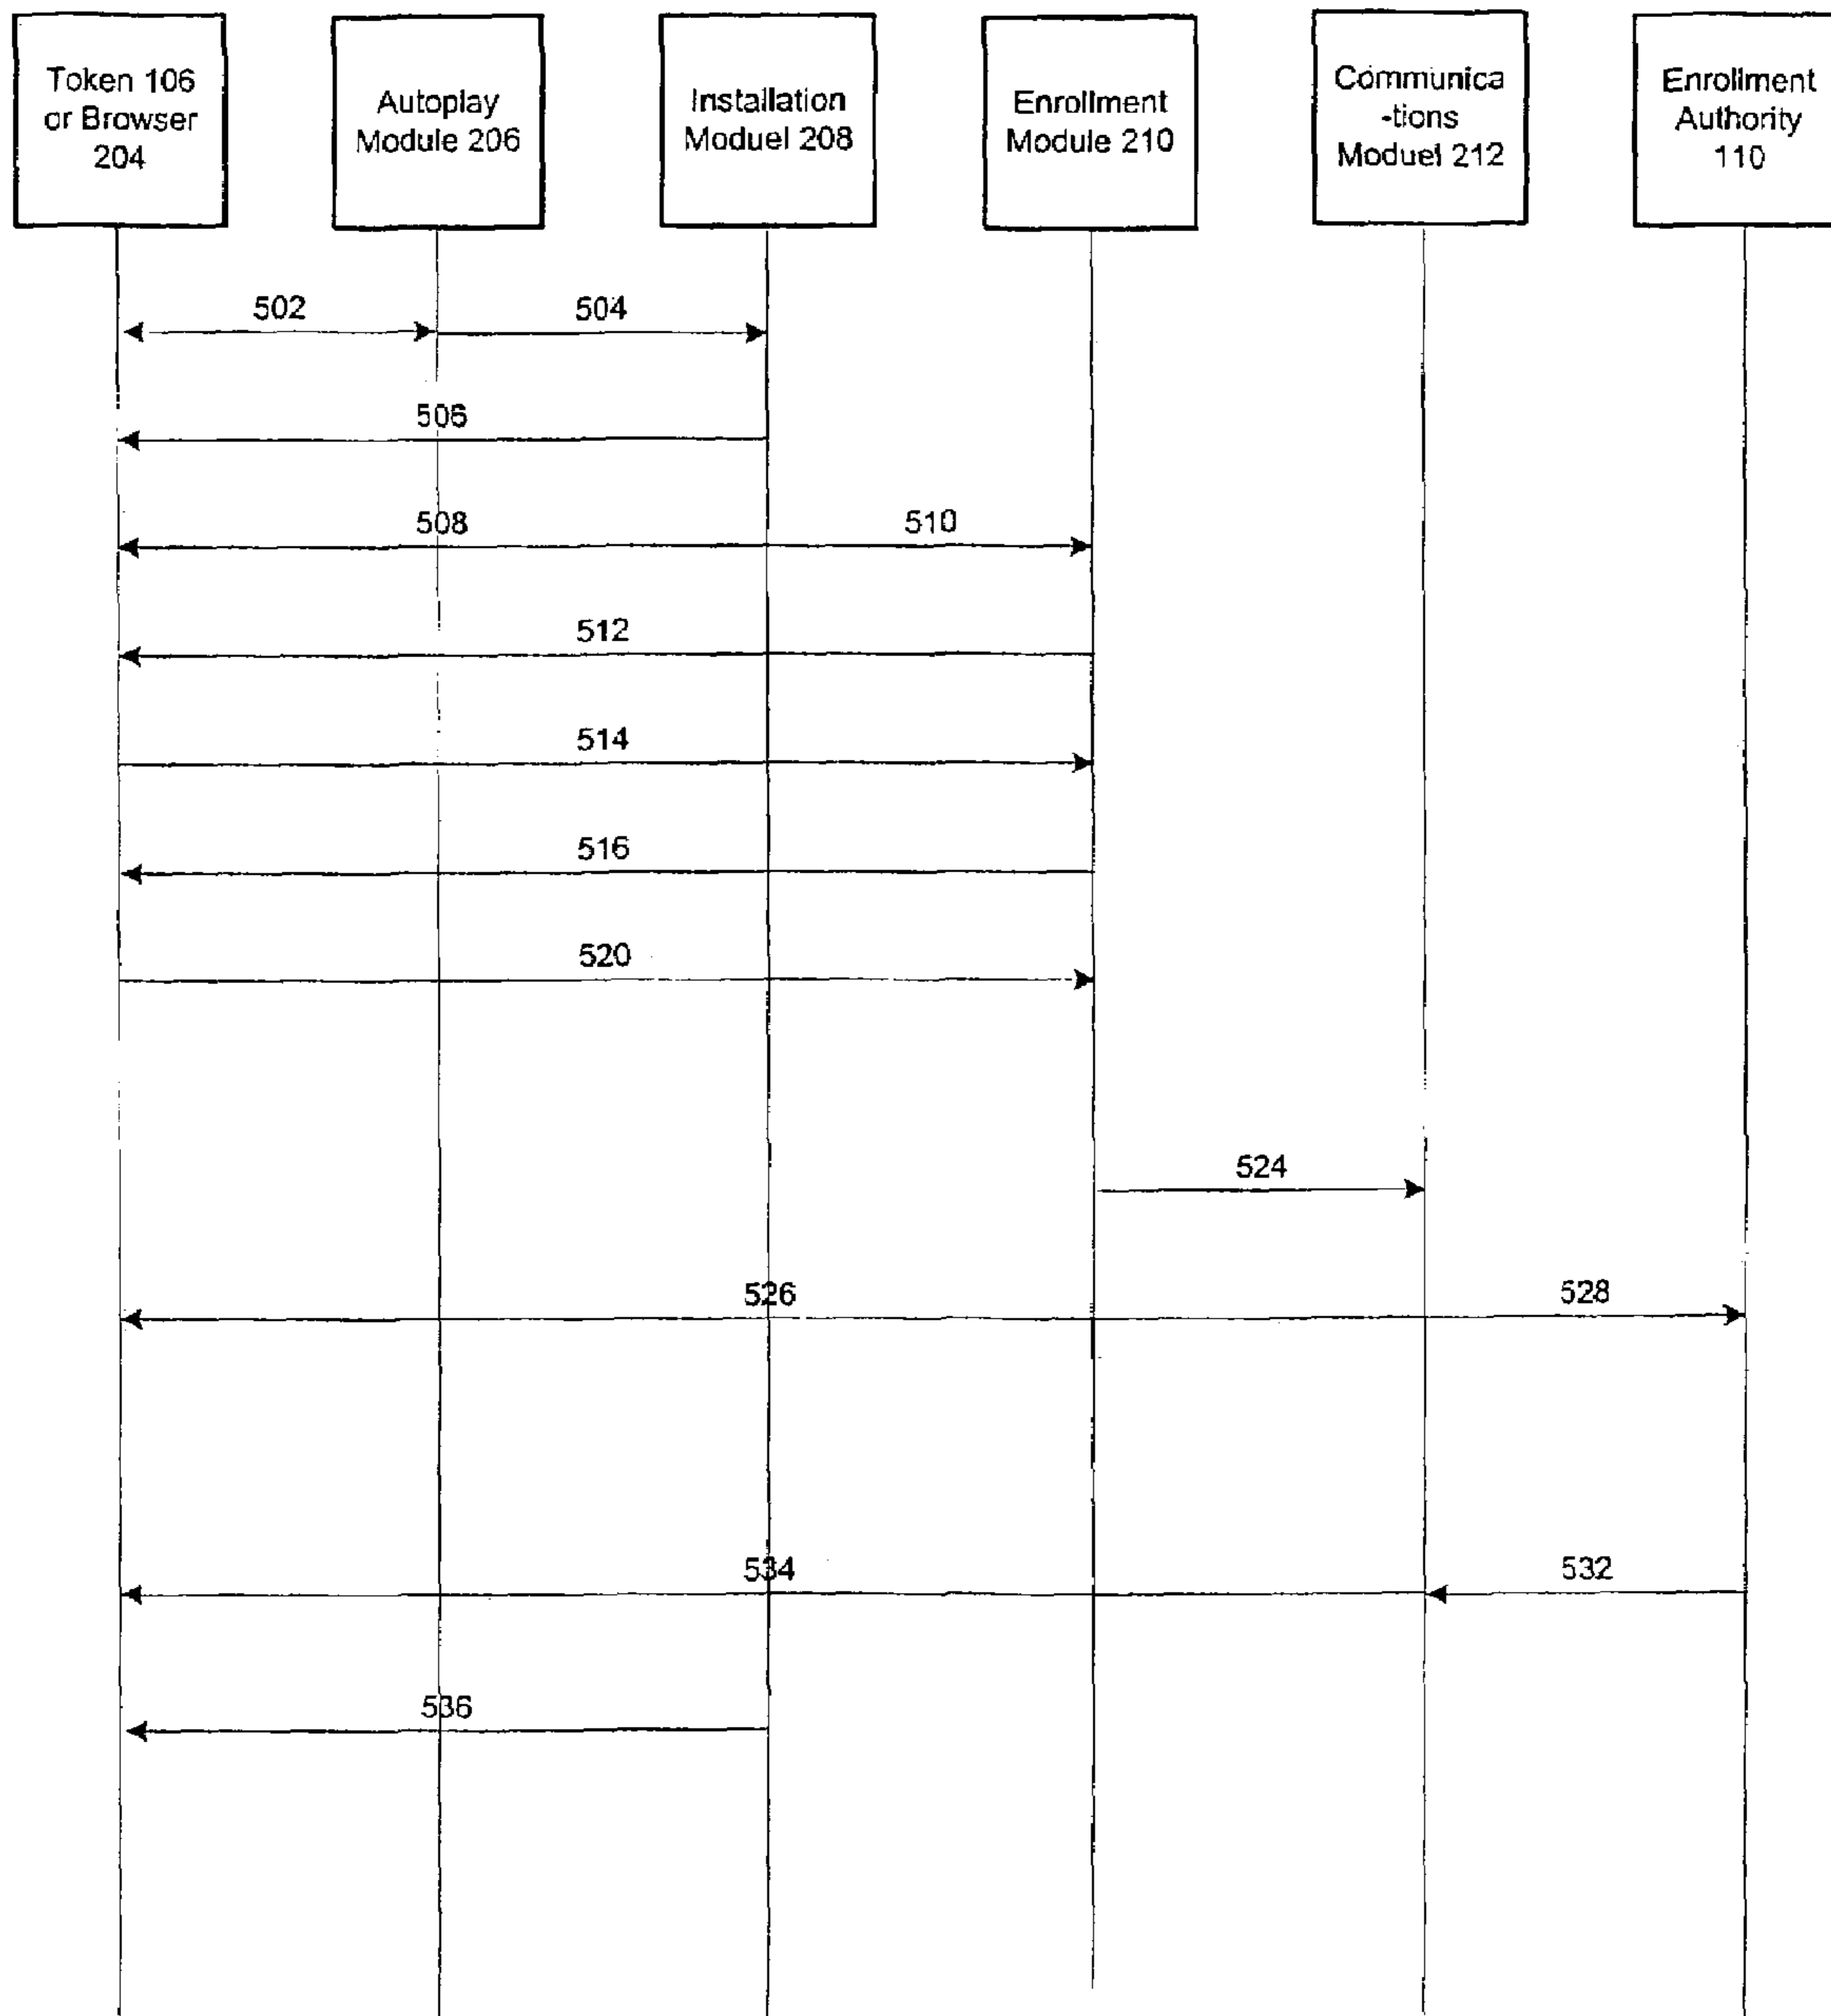 Token 106
or Browser
204
Autoplay
Module 206
Installation
Moduel 208
Enrollment
Module 210
Communica
-tions
Moduel 212
Enrollment
Authority
110
502
504
506
508
510
512
514
516
520
524
526
528
534
532
536